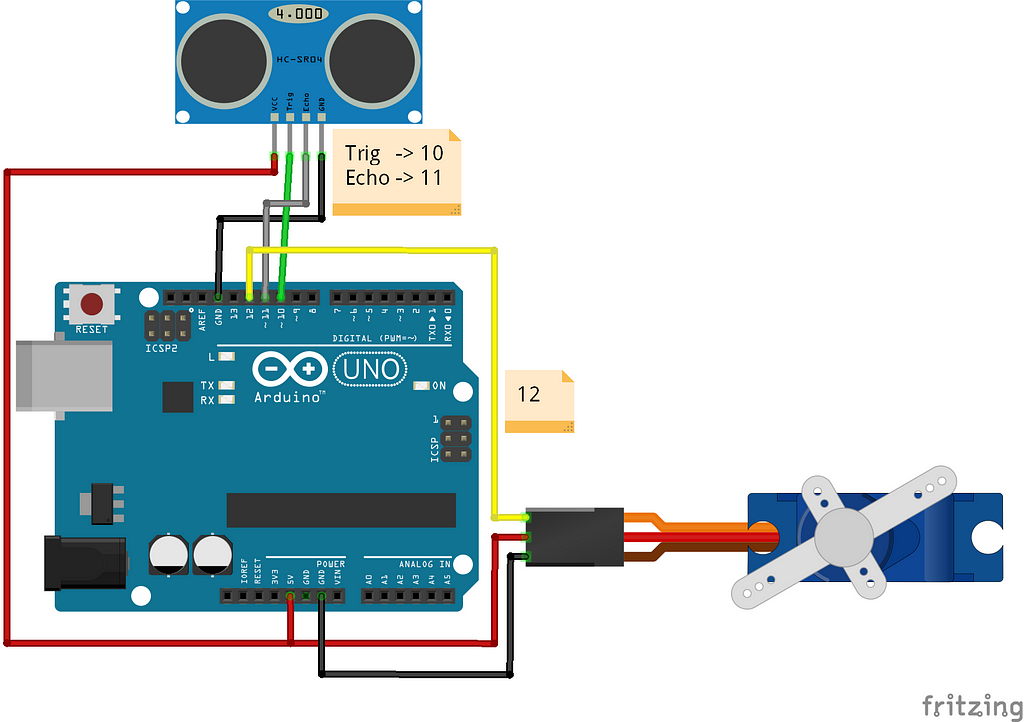 4.000
HC-SR04
VCC
Trig
Echo
GND
Trig -> 10
Echo -> 11
RESET
ICSP2
AREF
GND
13
12
~11
~10
~9
8
7
~6
~5
4
~3
2
TXD▲1
RXD◀0
DIGITAL (PWM=~)
L
TX
RX
UNO
Arduino™
ON
1
ICSP
12
IOREF
RESET
3V3
5V
GND
GND
VIN
POWER
ANALOG IN
A0
A1
A2
A3
A4
A5
fritzing